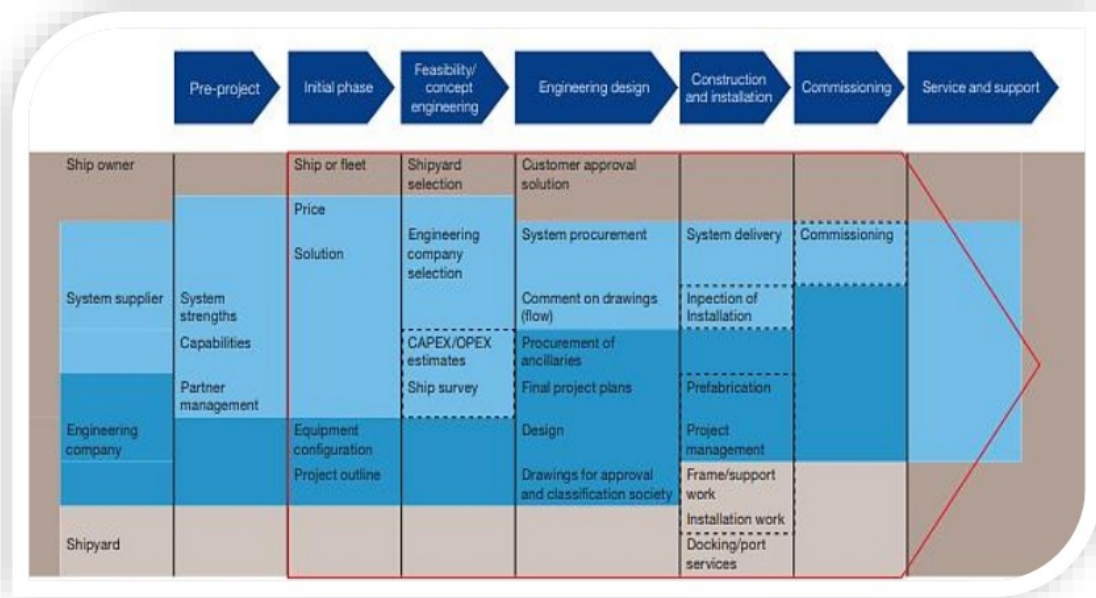 Pre-project
Initial phase
Feasibility/
concept
engineering
Engineering design
Construction
and installation
Commissioning
Service and support
Ship owner
Ship or fleet
Shipyard
selection
Customer approval
solution
Price
Solution
Engineering
company
selection
System procurement
System delivery
Commissioning
System supplier
System
strengths
Comment on drawings
(flow)
Inpection of
Installation
Capabilities
CAPEX/OPEX
estimates
Procurement of
ancillaries
Partner
management
Ship survey
Final project plans
Prefabrication
Engineering
company
Equipment
configuration
Design
Project
management
Project outline
Drawings for approval
and classification society
Frame/support
work
Installation work
Shipyard
Docking/port
services